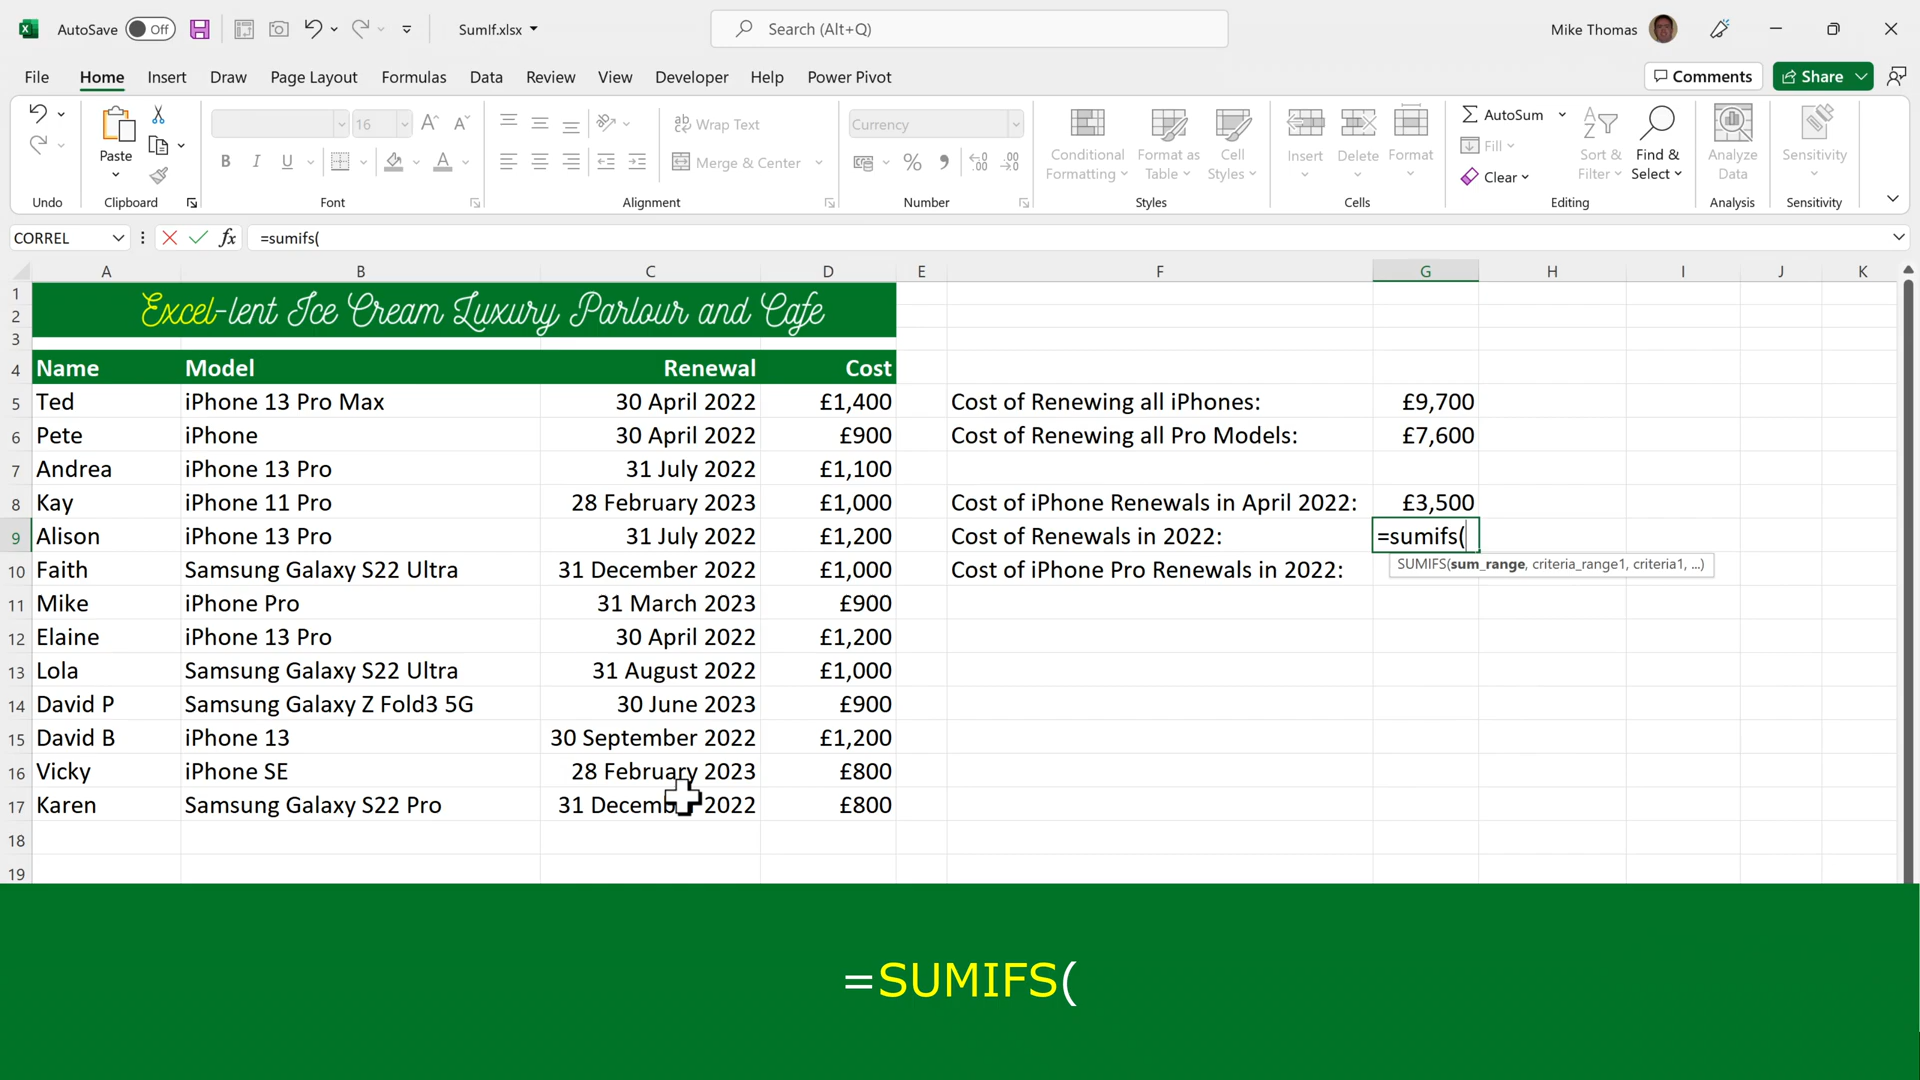 AutoSave Off SumIf.xlsx Search (Alt+Q) Mike Thomas
File Home Insert Draw Page Layout Formulas Data Review View Developer Help Power Pivot Comments Share
16 Wrap Text Currency AutoSum
Paste Merge & Center Conditional Formatting Format as Table Cell Styles Insert Delete Format Fill Clear Sort & Filter Find & Select Analyze Data Sensitivity
Undo Clipboard Font Alignment Number Styles Cells Editing Analysis Sensitivity
CORREL fx =sumifs(
A B C D E F G H I J K
1
2 Excel-lent Ice Cream Luxury Parlour and Cafe
3
4 Name Model Renewal Cost
5 Ted iPhone 13 Pro Max 30 April 2022 £1,400 Cost of Renewing all iPhones: £9,700
6 Pete iPhone 30 April 2022 £900 Cost of Renewing all Pro Models: £7,600
7 Andrea iPhone 13 Pro 31 July 2022 £1,100
8 Kay iPhone 11 Pro 28 February 2023 £1,000 Cost of iPhone Renewals in April 2022: £3,500
9 Alison iPhone 13 Pro 31 July 2022 £1,200 Cost of Renewals in 2022: =sumifs(
SUMIFS(sum_range, criteria_range1, criteria1, ...)
10 Faith Samsung Galaxy S22 Ultra 31 December 2022 £1,000 Cost of iPhone Pro Renewals in 2022:
11 Mike iPhone Pro 31 March 2023 £900
12 Elaine iPhone 13 Pro 30 April 2022 £1,200
13 Lola Samsung Galaxy S22 Ultra 31 August 2022 £1,000
14 David P Samsung Galaxy Z Fold3 5G 30 June 2023 £900
15 David B iPhone 13 30 September 2022 £1,200
16 Vicky iPhone SE 28 February 2023 £800
17 Karen Samsung Galaxy S22 Pro 31 December 2022 £800
18
19
=SUMIFS(